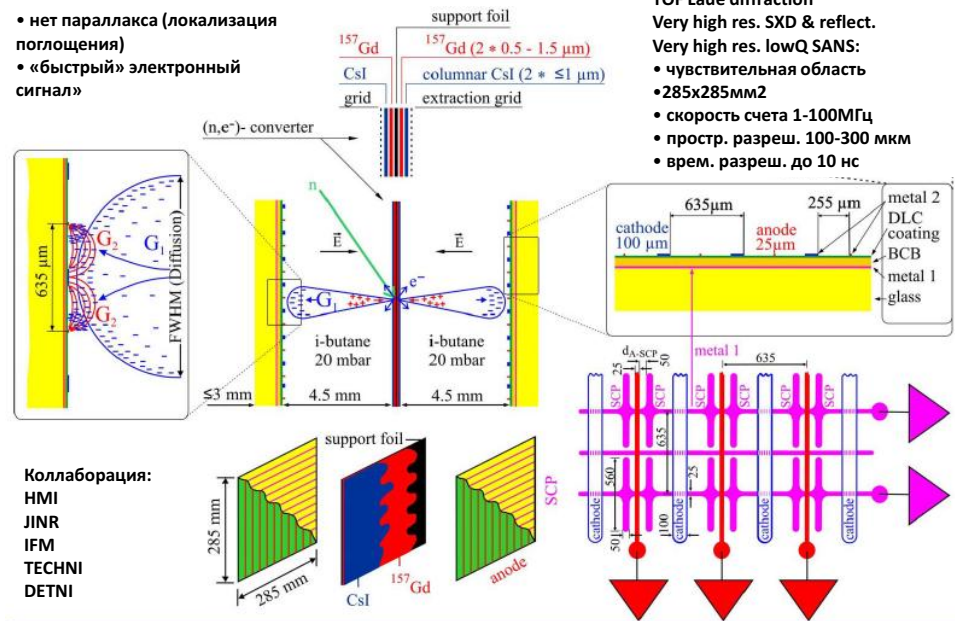 • нет параллакса (локализация
поглощения)
• «быстрый» электронный
сигнал»
support foil
157Gd
157Gd (2 * 0.5 - 1.5 µm)
CsI
columnar CsI (2 * ≤1 µm)
grid
extraction grid
(n,e-)- converter
TOF Laue diffraction
Very high res. SXD & reflect.
Very high res. lowQ SANS:
• чувствительная область
•285х285мм2
• скорость счета 1-100МГц
• простр. разреш. 100-300 мкм
• врем. разреш. до 10 нс
635 µm
G2
G1
G2
FWHM (Diffusion)
n
E
E
e-
G1
i-butane
20 mbar
i-butane
20 mbar
≤3 mm
4.5 mm
4.5 mm
635µm
255 µm
cathode
100 µm
anode
25µm
metal 2
DLC
coating
BCB
metal 1
glass
metal 1
dA-SCP
25
50
635
SCP
SCP
SCP
SCP
SCP
SCP
635
560
25
50
100
cathode
cathode
cathode
cathode
support foil
285 mm
285 mm
CsI
157Gd
anode
SCP
Коллаборация:
HMI
JINR
IFM
TECHNI
DETNI